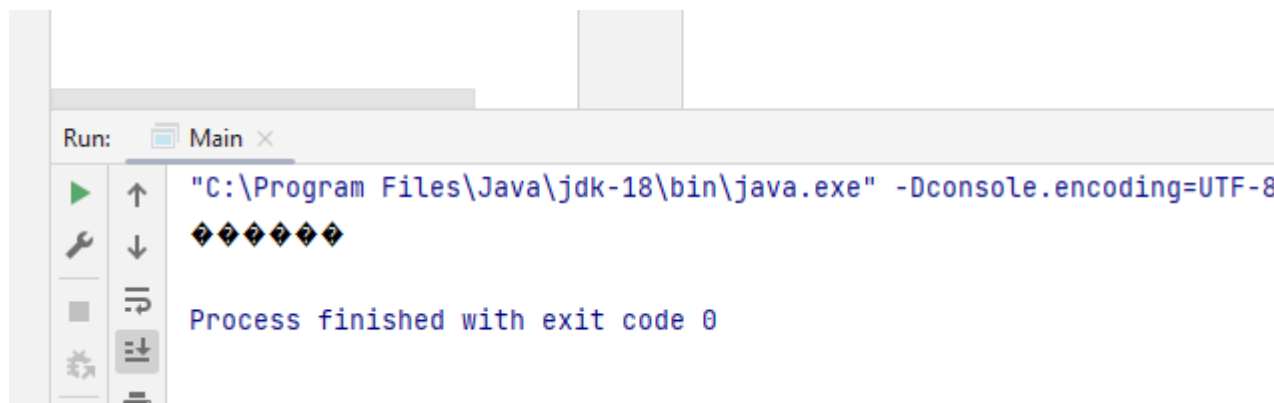 Run: Main
"C:\Program Files\Java\jdk-18\bin\java.exe" -Dconsole.encoding=UTF-8
������
Process finished with exit code 0